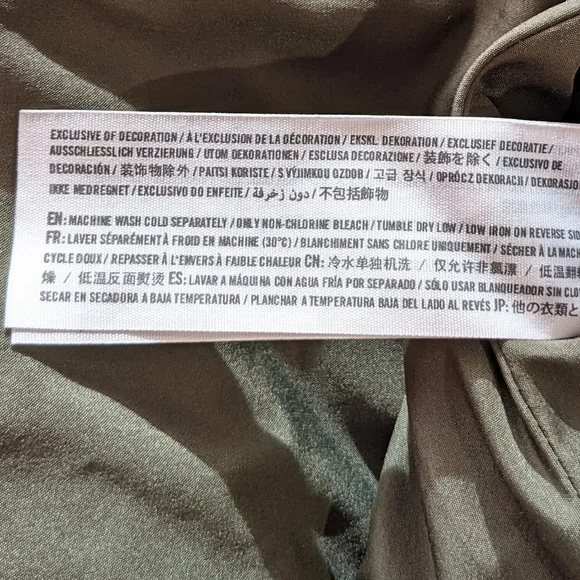 EXCLUSIVE OF DECORATION / À L'EXCLUSION DE LA DÉCORATION / EKSKL. DEKORATION / EXCLUSIEF DECORATIE /
AUSSCHLIESSLICH VERZIERUNG / UTOM DEKORATIONEN / ESCLUSA DECORAZIONE / 装飾を除く / EXCLUSIVO DE
DECORACIÓN / 装饰物除外 / PAITSI KORISTE / S VÝJIMKOU OZDOB / 고급 장식 / OPRÓCZ DEKORACJI / DEKORASJO
IKKE MEDREGNET / EXCLUSIVO DO ENFEITE / دون زخرفة / 不包括飾物
EN: MACHINE WASH COLD SEPARATELY / ONLY NON-CHLORINE BLEACH / TUMBLE DRY LOW / LOW IRON ON REVERSE SID
FR: LAVER SÉPARÉMENT À FROID EN MACHINE (30°C) / BLANCHIMENT SANS CHLORE UNIQUEMENT / SÉCHER À LA MACH
CYCLE DOUX / REPASSER À L'ENVERS À FAIBLE CHALEUR CN: 冷水单独机洗 / 仅允许非氯漂 / 低温翻
燥 / 低温反面熨烫 ES: LAVAR A MÁQUINA CON AGUA FRÍA POR SEPARADO / SÓLO USAR BLANQUEADOR SIN CLO
SECAR EN SECADORA A BAJA TEMPERATURA / PLANCHAR A TEMPERATURA BAJA DEL LADO AL REVÉS JP: 他の衣類と